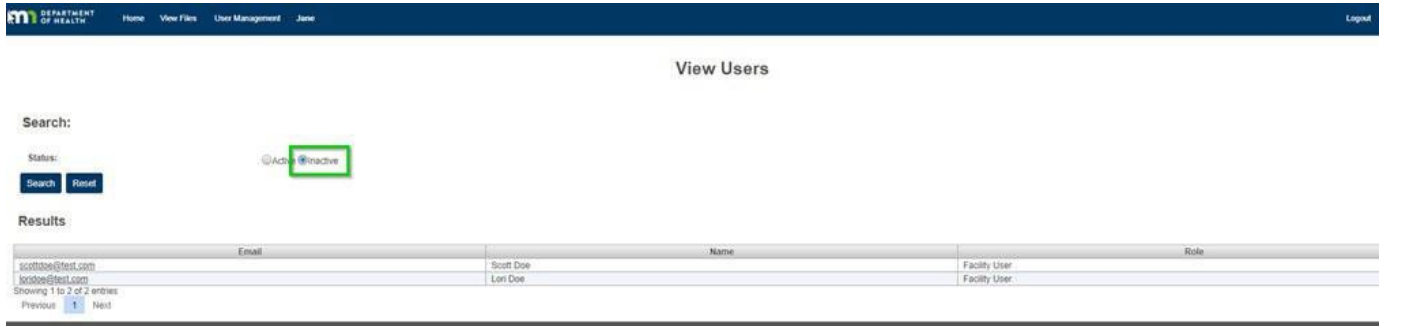 mn DEPARTMENT OF HEALTH Home View Files User Management Jane Logout
View Users
Search:
Status: Active Inactive
Search Reset
Results
Email Name Role
scottdoe@test.com Scott Doe Facility User
loridoe@test.com Lori Doe Facility User
Showing 1 to 2 of 2 entries
Previous 1 Next